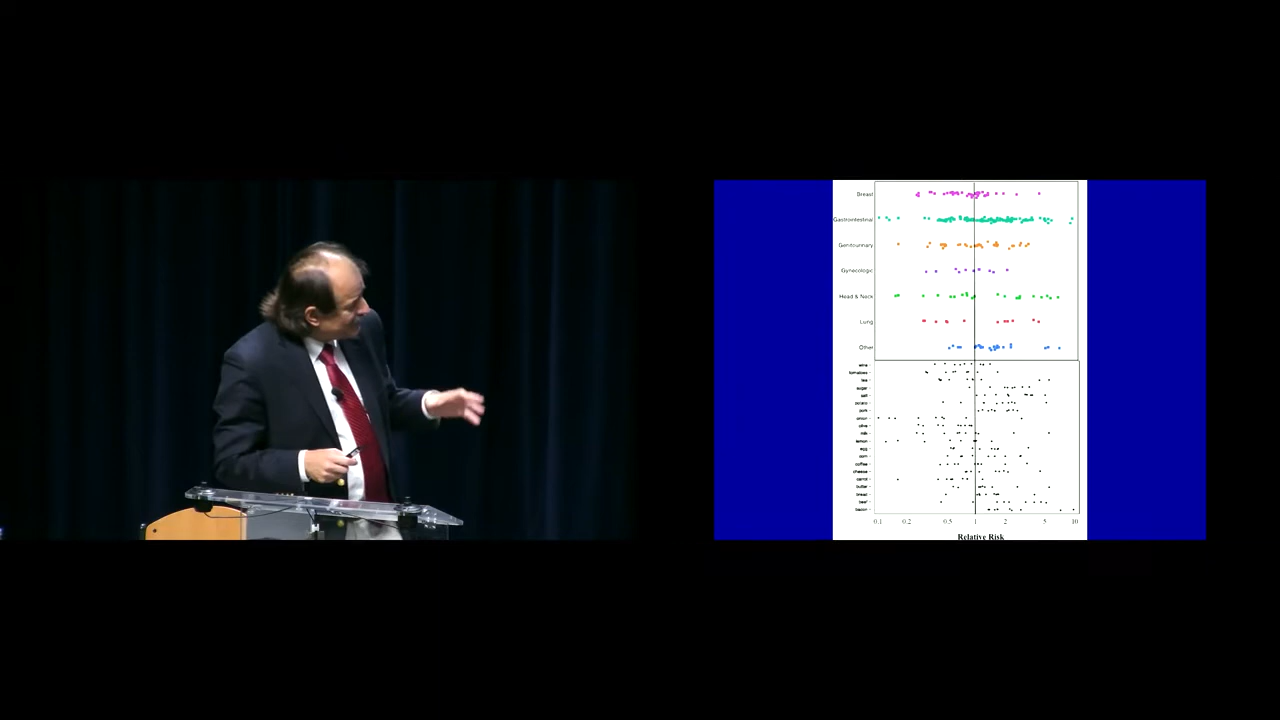 Breast
Gastrointestinal
Genitourinary
Gynecologic
Head & Neck
Lung
Other
wine
tomatoes
tea
sugar
salt
potato
pork
onion
olive
milk
lemon
egg
corn
coffee
cheese
carrot
butter
bread
beef
bacon
0.1 0.2 0.5 1 2 5 10
Relative Risk